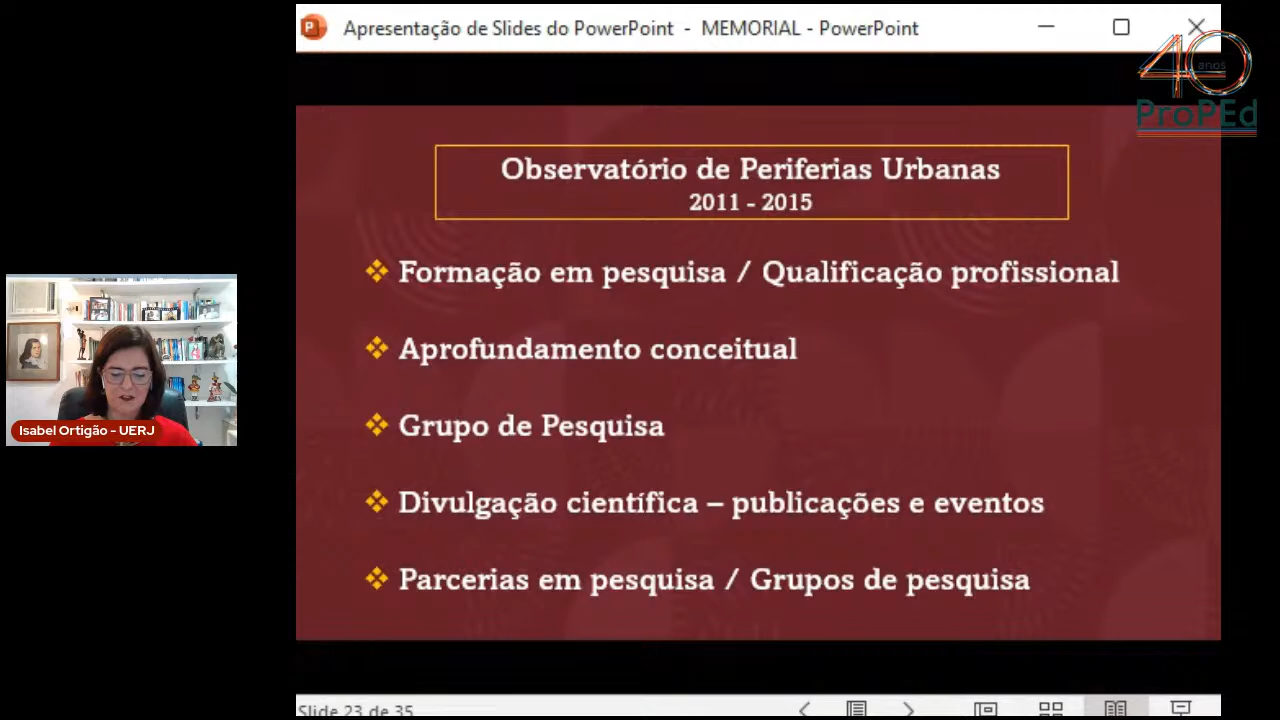 Apresentação de Slides do PowerPoint - MEMORIAL - PowerPoint
40 anos
ProPEd
Observatório de Periferias Urbanas
2011 - 2015
❖ Formação em pesquisa / Qualificação profissional
❖ Aprofundamento conceitual
❖ Grupo de Pesquisa
❖ Divulgação científica – publicações e eventos
❖ Parcerias em pesquisa / Grupos de pesquisa
Isabel Ortigão - UERJ
Slide 23 de 35